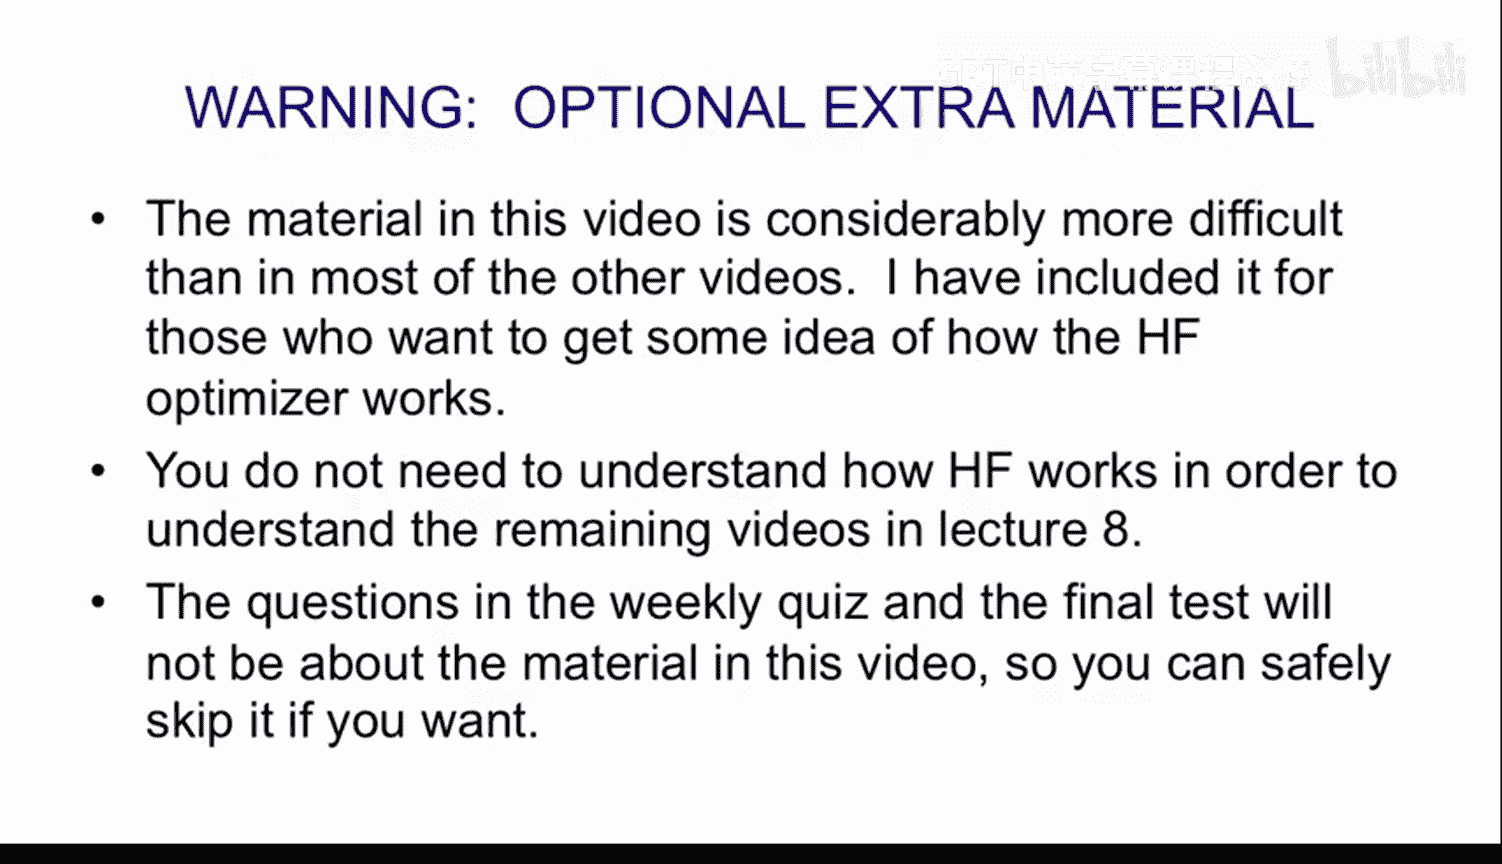 WARNING: OPTIONAL EXTRA MATERIAL
• The material in this video is considerably more difficult
than in most of the other videos. I have included it for
those who want to get some idea of how the HF
optimizer works.
• You do not need to understand how HF works in order to
understand the remaining videos in lecture 8.
• The questions in the weekly quiz and the final test will
not be about the material in this video, so you can safely
skip it if you want.
bilibili